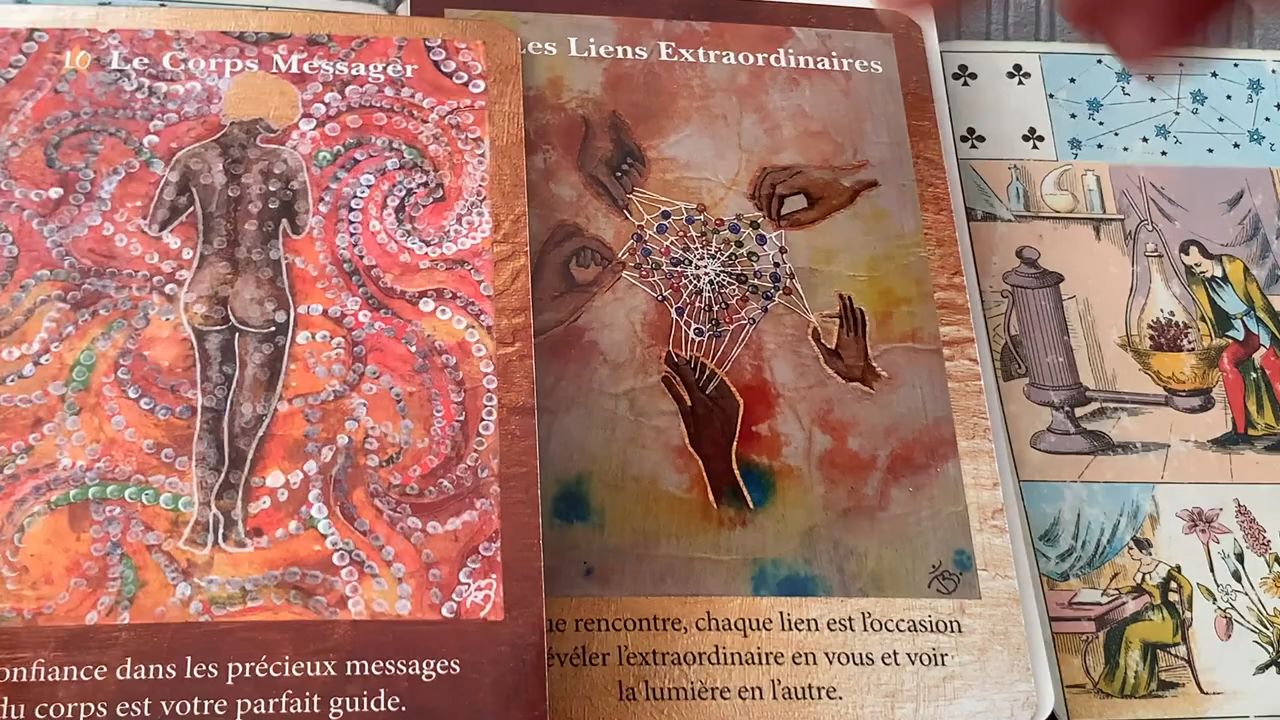 10 Le Corps Messager
onfiance dans les précieux messages
du corps est votre parfait guide.
Les Liens Extraordinaires
ue rencontre, chaque lien est l'occasion
évéler l'extraordinaire en vous et voir
la lumière en l'autre.